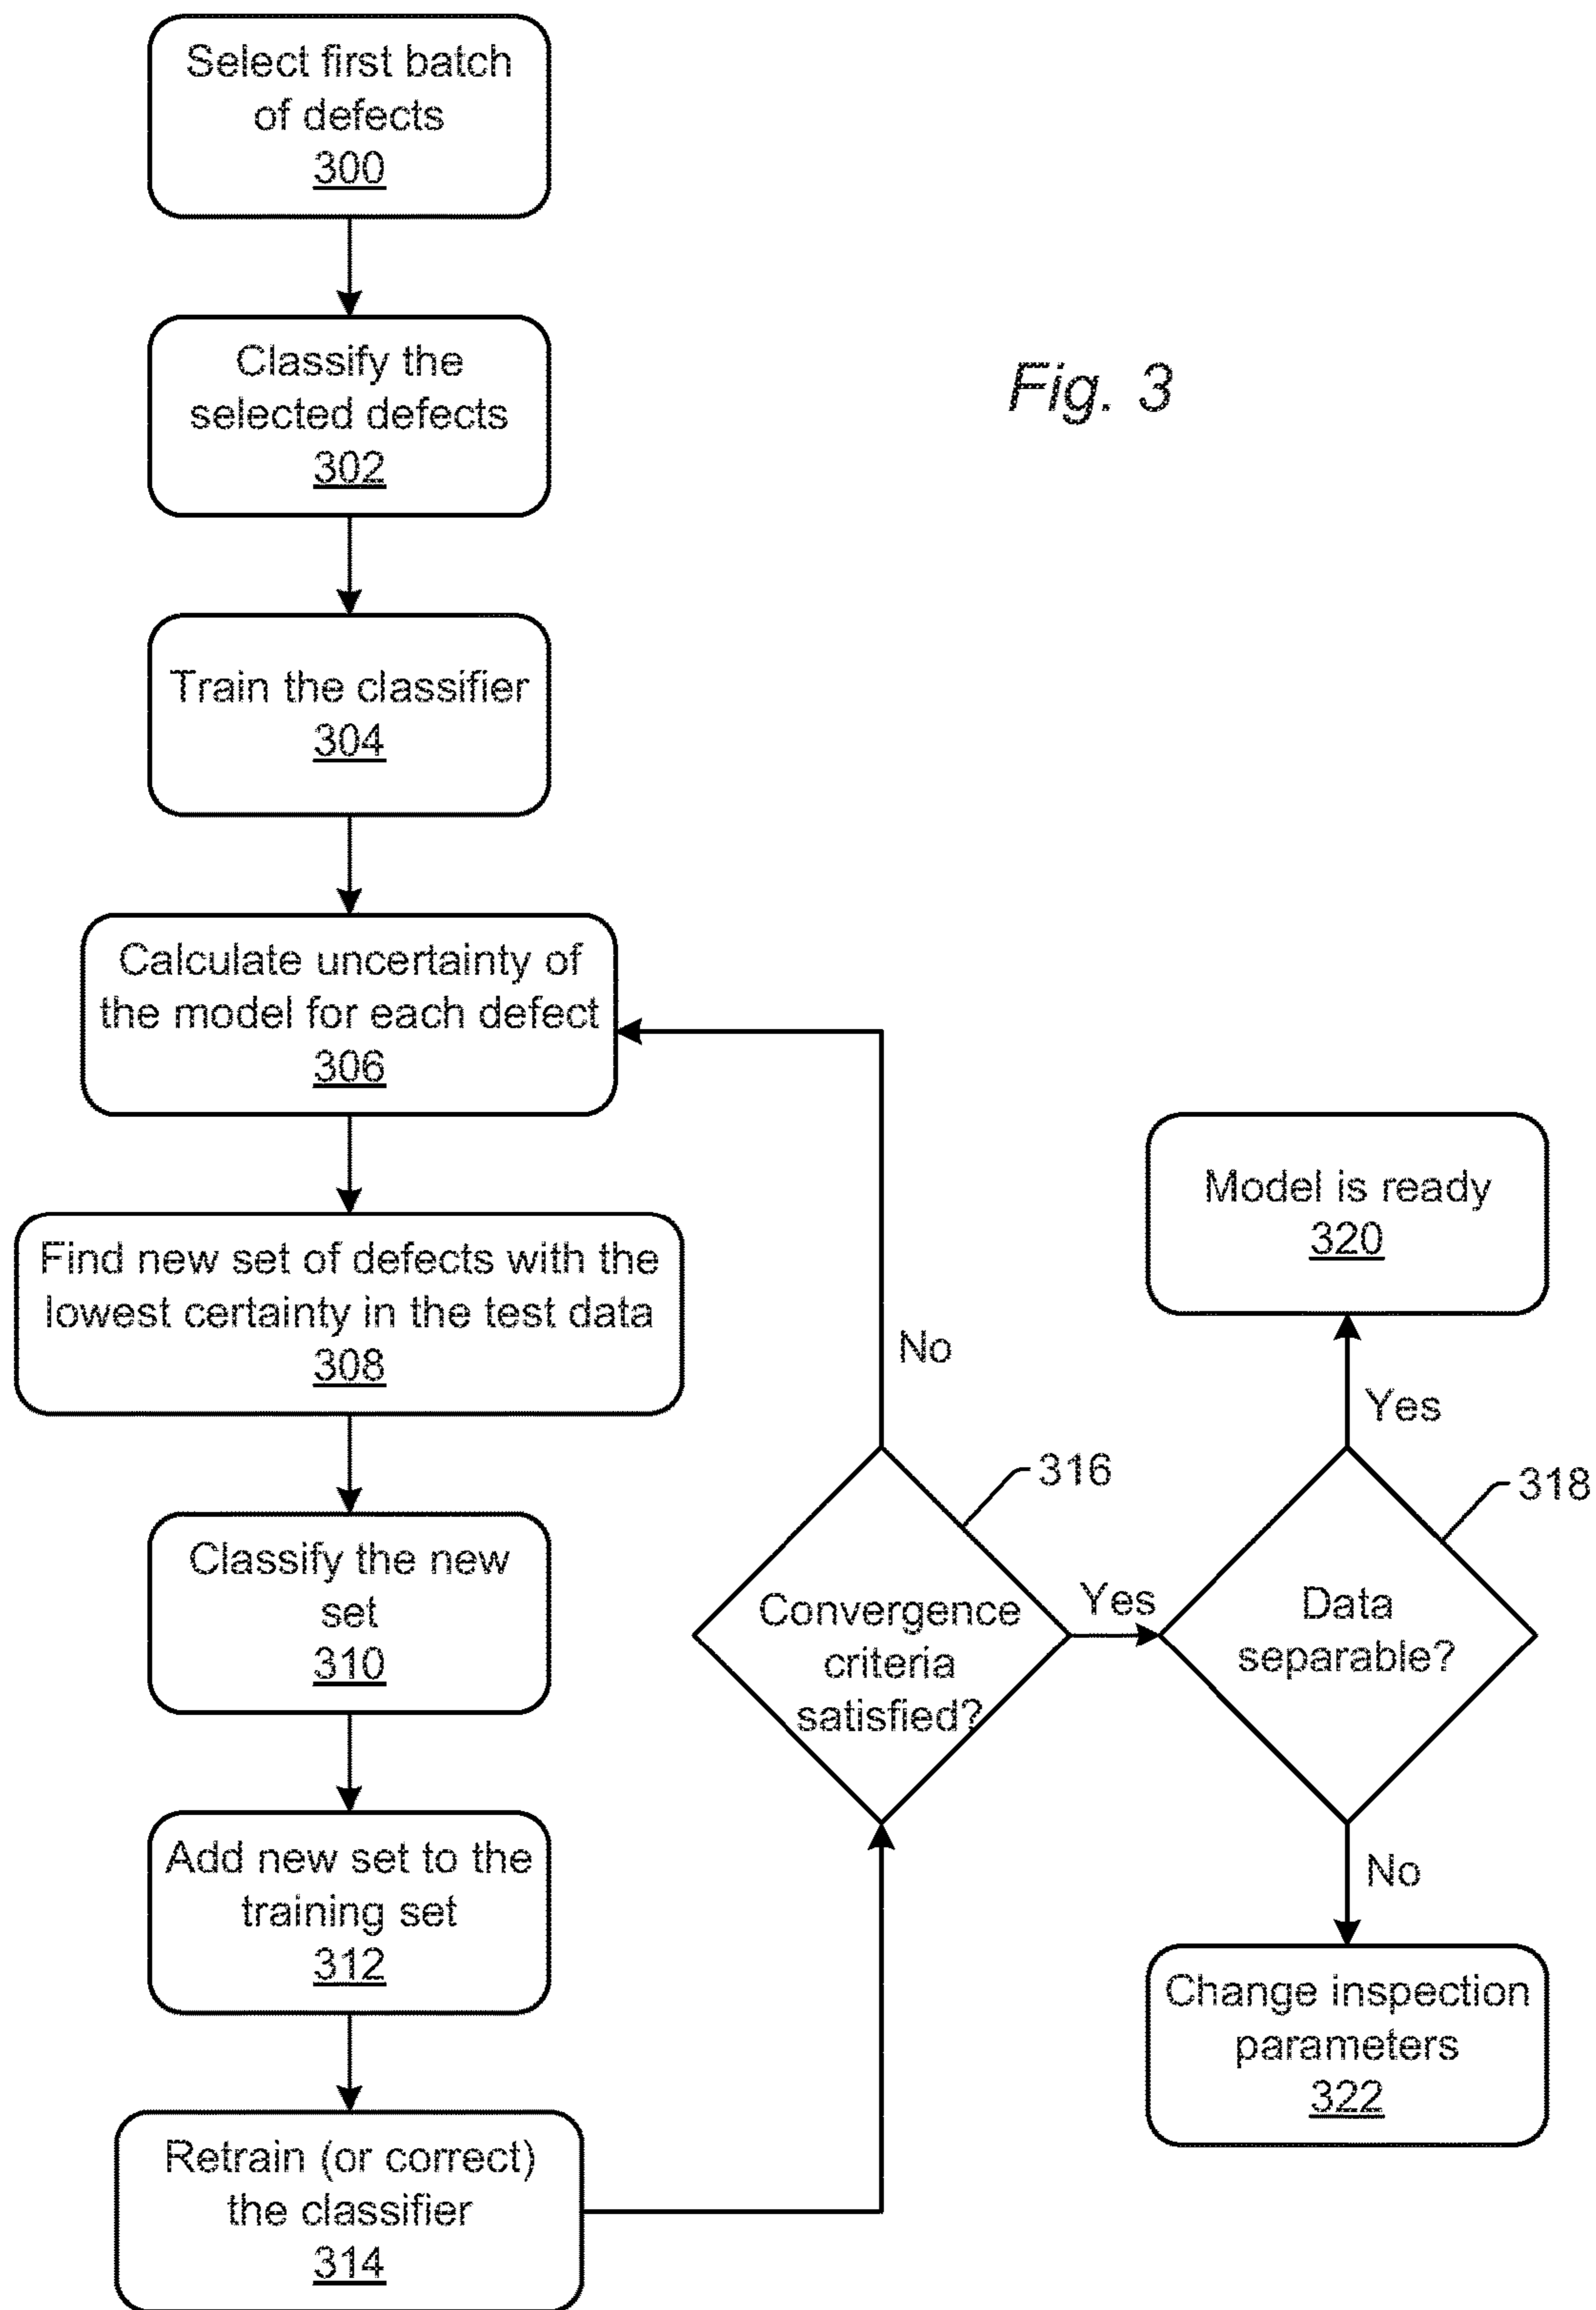 Select first batch
of defects
300
Classify the
selected defects
302
Fig. 3
Train the classifier
304
Calculate uncertainty of
the model for each defect
306
Find new set of defects with the
lowest certainty in the test data
308
Classify the new
set
310
Add new set to the
training set
312
Retrain (or correct)
the classifier
314
No
316
Convergence
criteria
satisfied?
Yes
318
Data
separable?
Yes
Model is ready
320
No
Change inspection
parameters
322